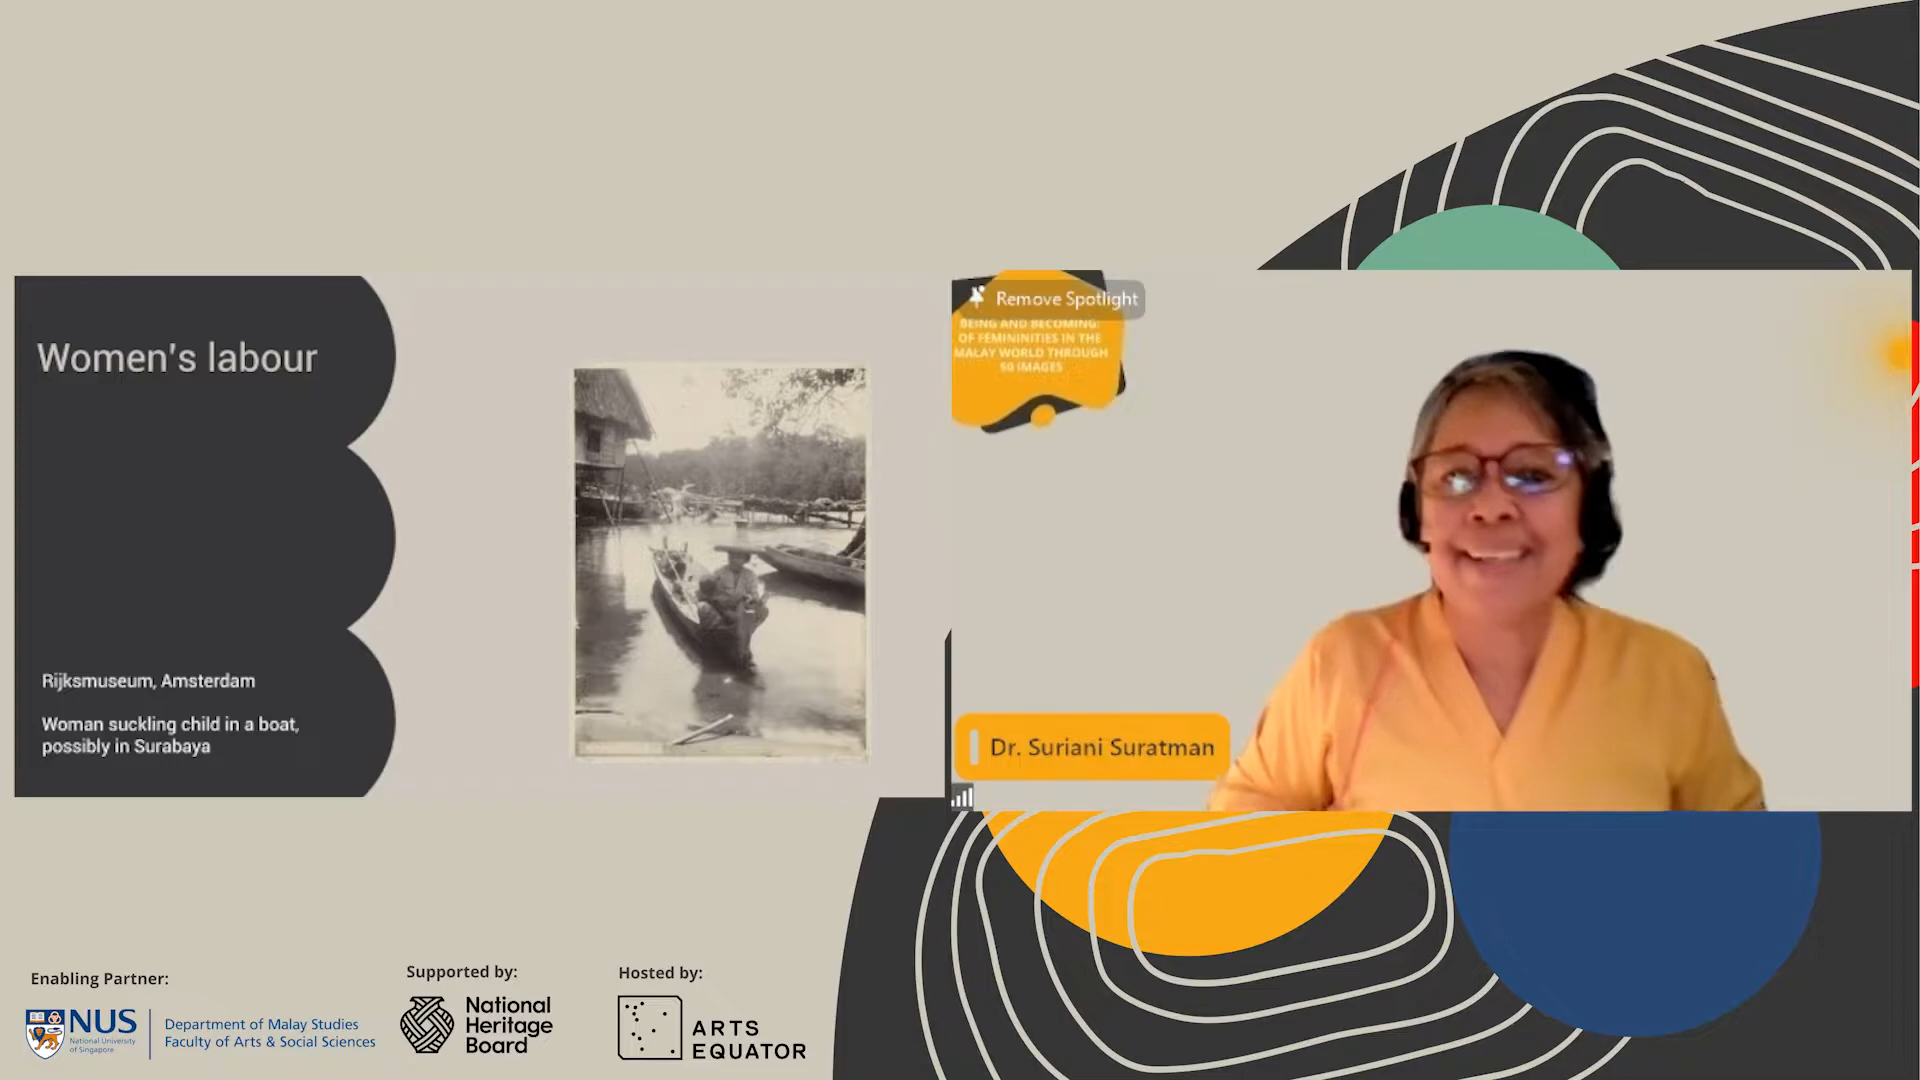 Women's labour
Rijksmuseum, Amsterdam
Woman suckling child in a boat,
possibly in Surabaya
Remove Spotlight
BEING AND BECOMING:
OF FEMININITIES IN THE
MALAY WORLD THROUGH
50 IMAGES
Dr. Suriani Suratman
Enabling Partner:
NUS
National University
of Singapore
Department of Malay Studies
Faculty of Arts & Social Sciences
Supported by:
National
Heritage
Board
Hosted by:
ARTS
EQUATOR